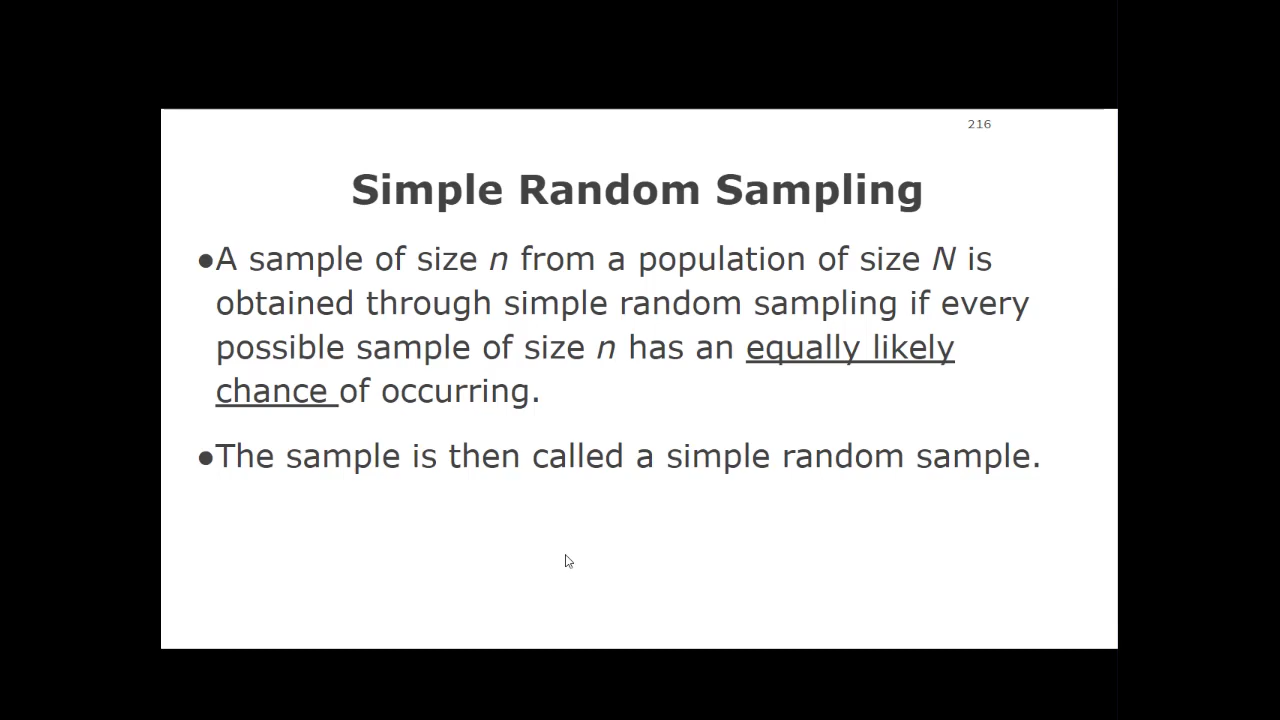 216
Simple Random Sampling
●A sample of size n from a population of size N is
obtained through simple random sampling if every
possible sample of size n has an equally likely
chance of occurring.
●The sample is then called a simple random sample.